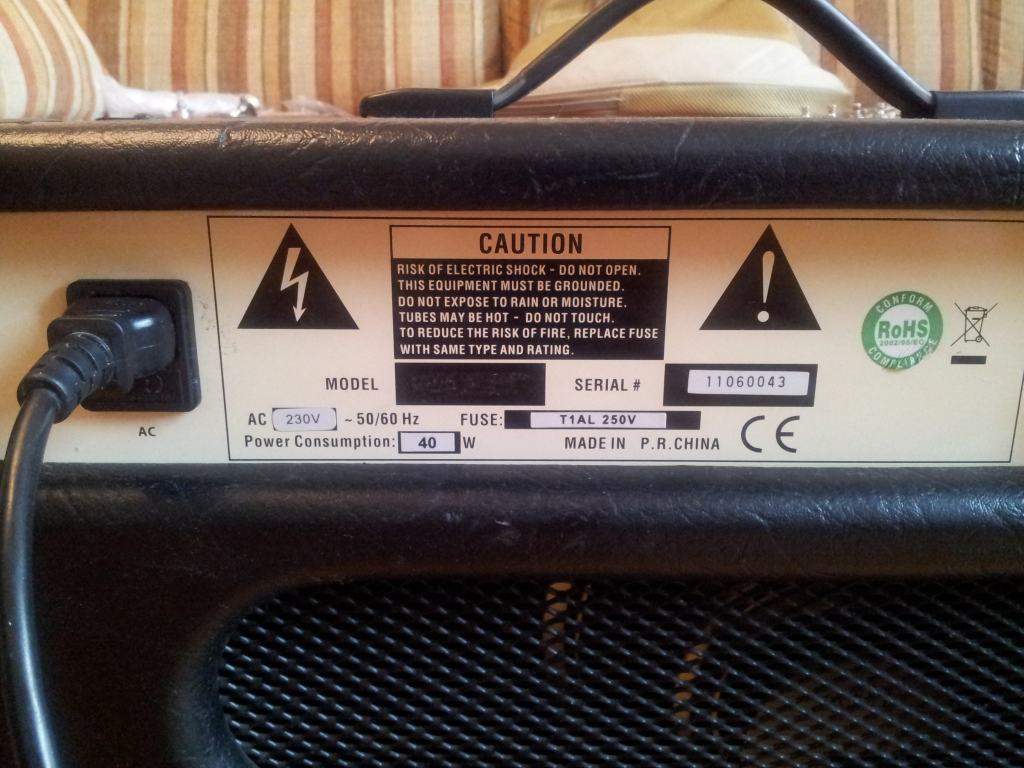 CAUTION
RISK OF ELECTRIC SHOCK - DO NOT OPEN.
THIS EQUIPMENT MUST BE GROUNDED.
DO NOT EXPOSE TO RAIN OR MOISTURE.
TUBES MAY BE HOT - DO NOT TOUCH.
TO REDUCE THE RISK OF FIRE, REPLACE FUSE
WITH SAME TYPE AND RATING.
CONFORM
RoHS
2002/95/EC
COMPLIANCE
MODEL
SERIAL # 11060043
AC 230V ~ 50/60 Hz FUSE: T1AL 250V
Power Consumption: 40 W MADE IN P.R.CHINA CE
AC